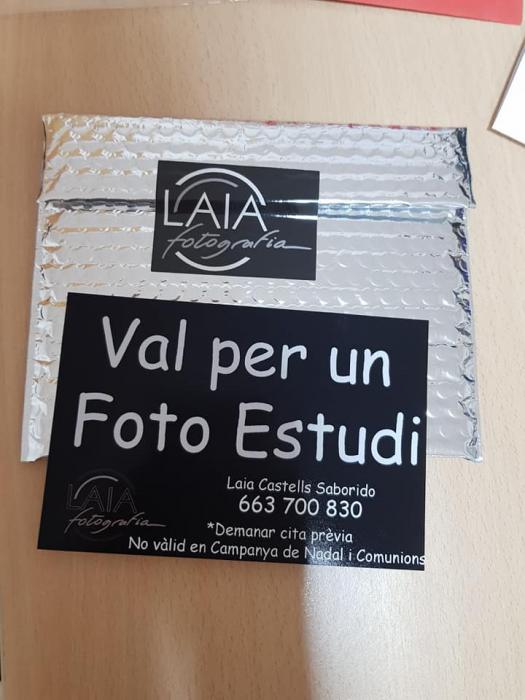 LAIA
fotografia
Val per un
Foto Estudi
Laia Castells Saborido
663 700 830
LAIA
fotografia
*Demanar cita prèvia
No vàlid en Campanya de Nadal i Comunions